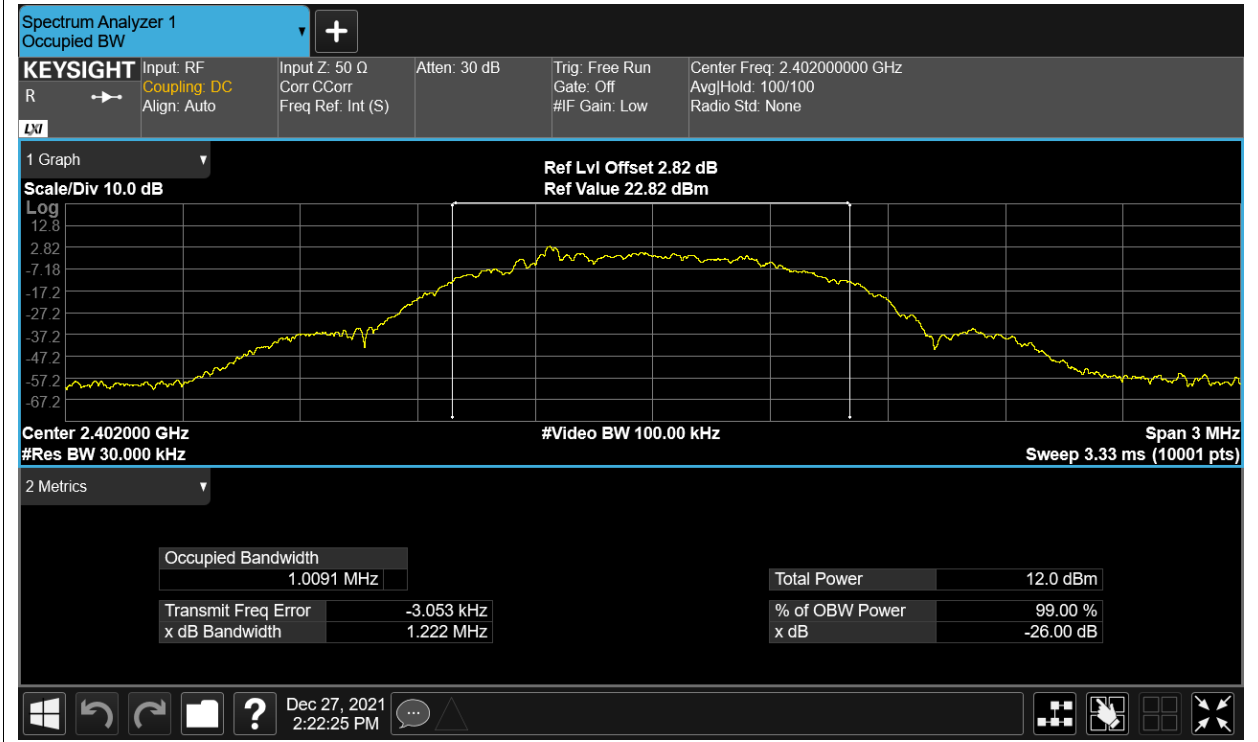 Spectrum Analyzer 1
Occupied BW
KEYSIGHT
R
LXI
Input: RF
Coupling: DC
Align: Auto
Input Z: 50 Ω
Corr CCorr
Freq Ref: Int (S)
Atten: 30 dB
Trig: Free Run
Gate: Off
#IF Gain: Low
Center Freq: 2.402000000 GHz
Avg|Hold: 100/100
Radio Std: None
1 Graph
Scale/Div 10.0 dB
Ref Lvl Offset 2.82 dB
Ref Value 22.82 dBm
Log
12.8
2.82
-7.18
-17.2
-27.2
-37.2
-47.2
-57.2
-67.2
Center 2.402000 GHz
#Video BW 100.00 kHz
Span 3 MHz
#Res BW 30.000 kHz
Sweep 3.33 ms (10001 pts)
2 Metrics
Occupied Bandwidth
1.0091 MHz
Total Power 12.0 dBm
Transmit Freq Error -3.053 kHz
% of OBW Power 99.00 %
x dB Bandwidth 1.222 MHz
x dB -26.00 dB
?
Dec 27, 2021
2:22:25 PM